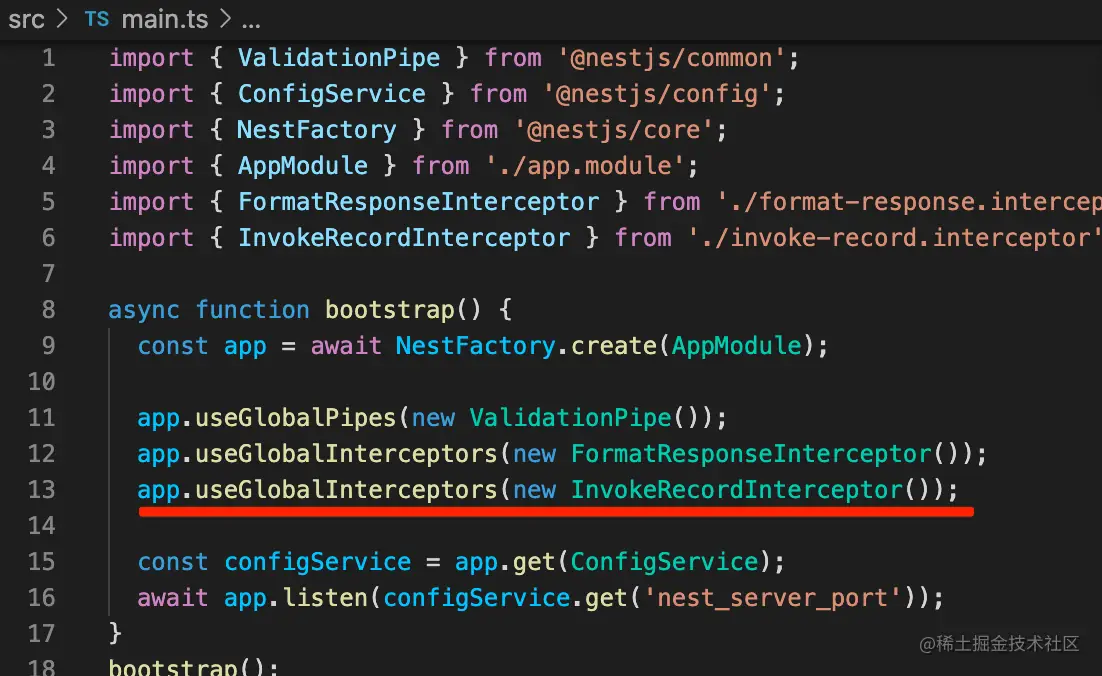 src > TS main.ts > ...
1 import { ValidationPipe } from '@nestjs/common';
2 import { ConfigService } from '@nestjs/config';
3 import { NestFactory } from '@nestjs/core';
4 import { AppModule } from './app.module';
5 import { FormatResponseInterceptor } from './format-response.intercep
6 import { InvokeRecordInterceptor } from './invoke-record.interceptor'
7
8 async function bootstrap() {
9 const app = await NestFactory.create(AppModule);
10
11 app.useGlobalPipes(new ValidationPipe());
12 app.useGlobalInterceptors(new FormatResponseInterceptor());
13 app.useGlobalInterceptors(new InvokeRecordInterceptor());
14
15 const configService = app.get(ConfigService);
16 await app.listen(configService.get('nest_server_port'));
17 }
18 bootstrap();
@稀土掘金技术社区